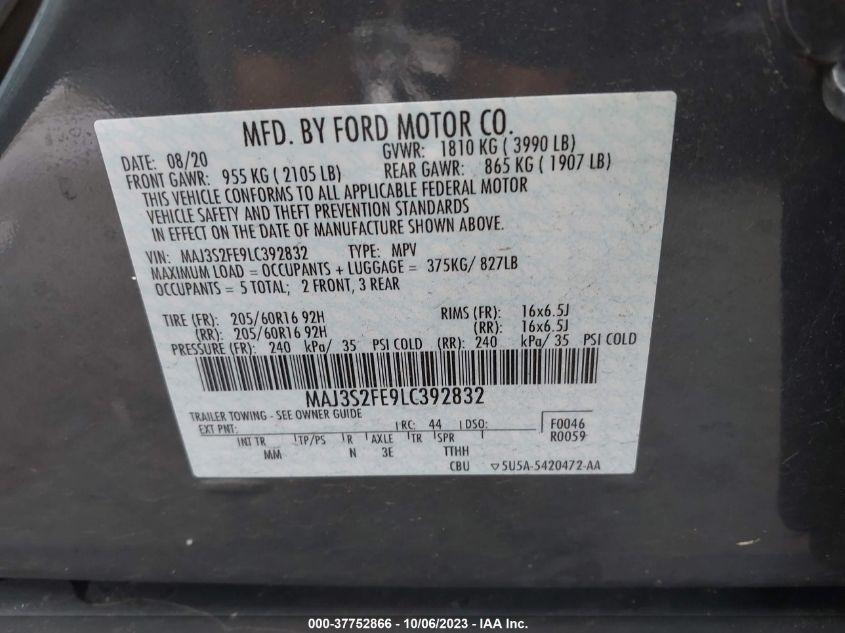 MFD. BY FORD MOTOR CO.
DATE: 08/20 GVWR: 1810 KG ( 3990 LB)
FRONT GAWR: 955 KG ( 2105 LB) REAR GAWR: 865 KG ( 1907 LB)
THIS VEHICLE CONFORMS TO ALL APPLICABLE FEDERAL MOTOR
VEHICLE SAFETY AND THEFT PREVENTION STANDARDS
IN EFFECT ON THE DATE OF MANUFACTURE SHOWN ABOVE.
VIN: MAJ3S2FE9LC392832 TYPE: MPV
MAXIMUM LOAD = OCCUPANTS + LUGGAGE = 375KG/ 827LB
OCCUPANTS = 5 TOTAL; 2 FRONT, 3 REAR
TIRE (FR): 205/60R16 92H RIMS (FR): 16x6.5J
(RR): 205/60R16 92H (RR): 16x6.5J
PRESSURE (FR): 240 kPa/ 35 PSI COLD (RR): 240 kPa/ 35 PSI COLD
MAJ3S2FE9LC392832
TRAILER TOWING - SEE OWNER GUIDE
EXT PNT: RC: 44 DSO: F0046
INT TR TP/PS R AXLE TR SPR R0059
MM N 3E TTHH
CBU ▽5U5A-5420472-AA
000-37752866 - 10/06/2023 - IAA Inc.